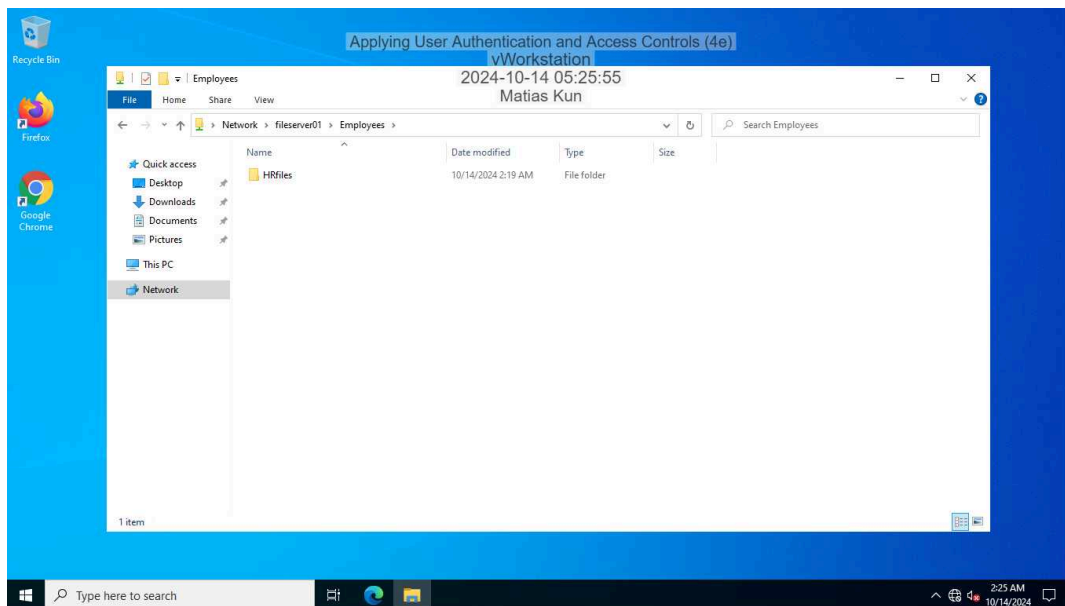 Recycle Bin
Firefox
Google
Chrome
Applying User Authentication and Access Controls (4e)
vWorkstation
2024-10-14 05:25:55
Matias Kun
Employees
File Home Share View
Network > fileserver01 > Employees >
Search Employees
Quick access
Desktop
Downloads
Documents
Pictures
This PC
Network
Name Date modified Type Size
HRfiles 10/14/2024 2:19 AM File folder
1 item
Type here to search
2:25 AM
10/14/2024